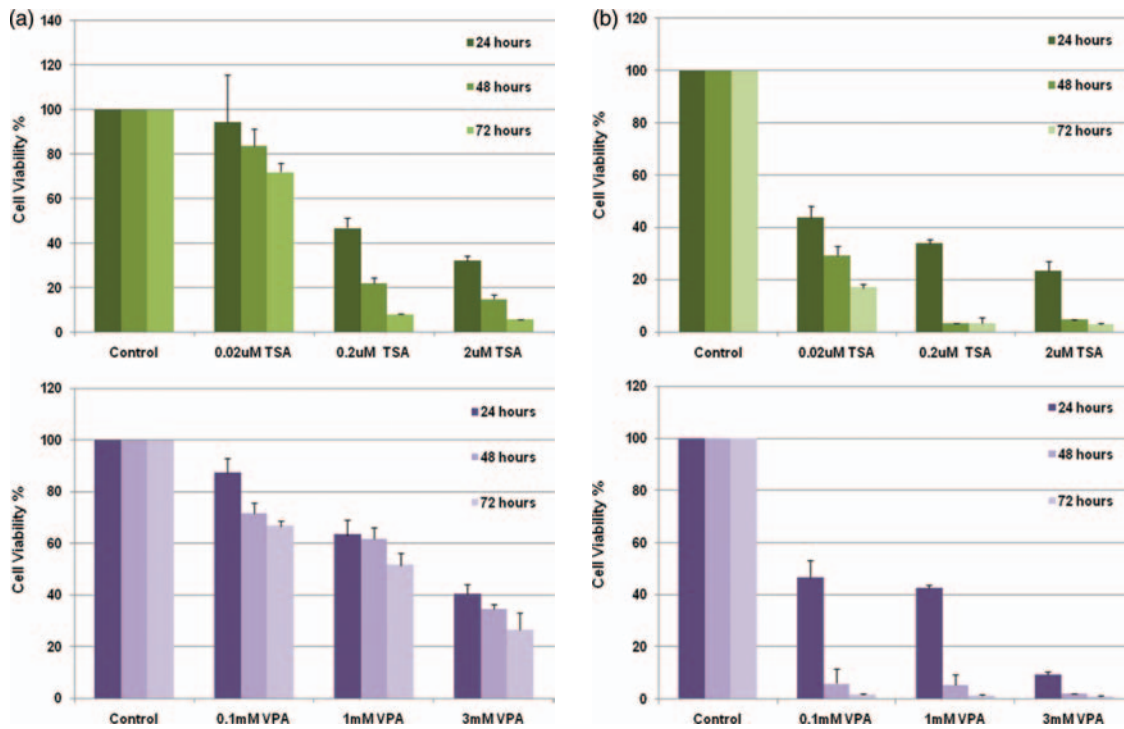 (a)
140
120
100
80
60
40
20
0
Cell Viability %
24 hours
48 hours
72 hours
Control
0.02uM TSA
0.2uM TSA
2uM TSA
(b)
120
100
80
60
40
20
0
Cell Viability %
24 hours
48 hours
72 hours
Control
0.02uM TSA
0.2uM TSA
2uM TSA
120
100
80
60
40
20
0
Cell Viability %
24 hours
48 hours
72 hours
Control
0.1mM VPA
1mM VPA
3mM VPA
120
100
80
60
40
20
0
Cell Viability %
24 hours
48 hours
72 hours
Control
0.1mM VPA
1mM VPA
3mM VPA